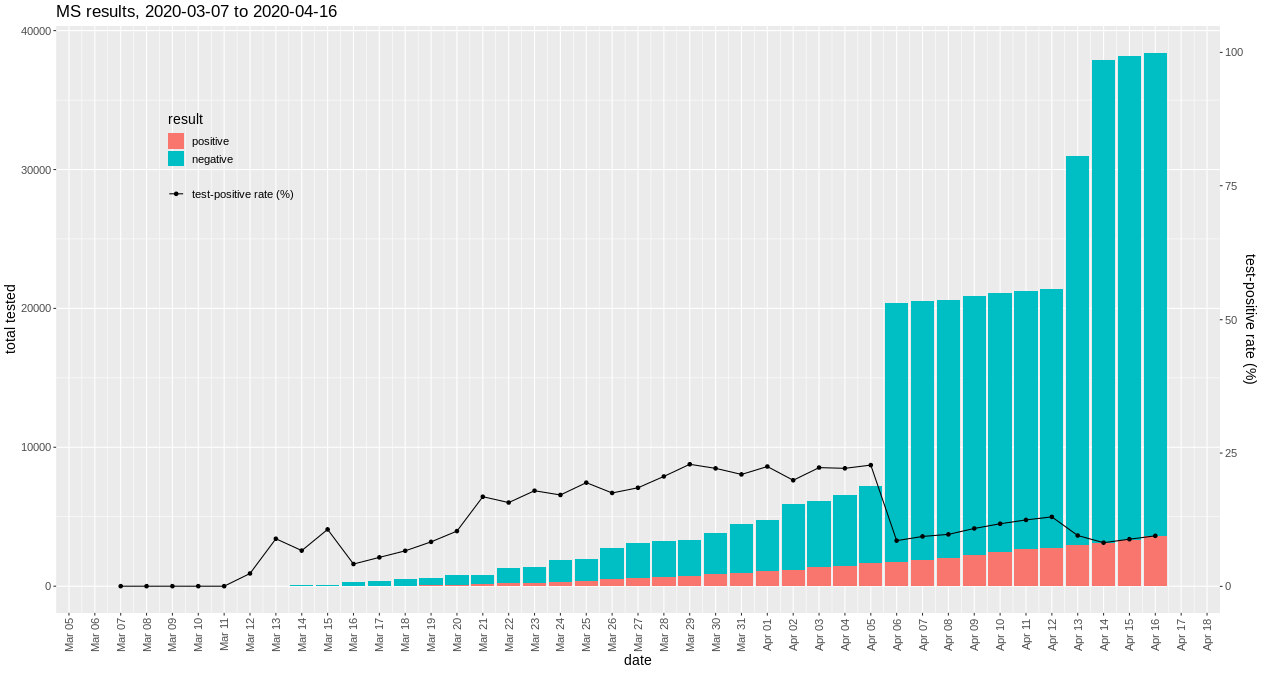 MS results, 2020-03-07 to 2020-04-16
40000
30000
20000
10000
0
total tested
result
positive
negative
test-positive rate (%)
100
75
50
25
0
test-positive rate (%)
Mar 05
Mar 06
Mar 07
Mar 08
Mar 09
Mar 10
Mar 11
Mar 12
Mar 13
Mar 14
Mar 15
Mar 16
Mar 17
Mar 18
Mar 19
Mar 20
Mar 21
Mar 22
Mar 23
Mar 24
Mar 25
Mar 26
Mar 27
Mar 28
Mar 29
Mar 30
Mar 31
Apr 01
Apr 02
Apr 03
Apr 04
Apr 05
Apr 06
Apr 07
Apr 08
Apr 09
Apr 10
Apr 11
Apr 12
Apr 13
Apr 14
Apr 15
Apr 16
Apr 17
Apr 18
date